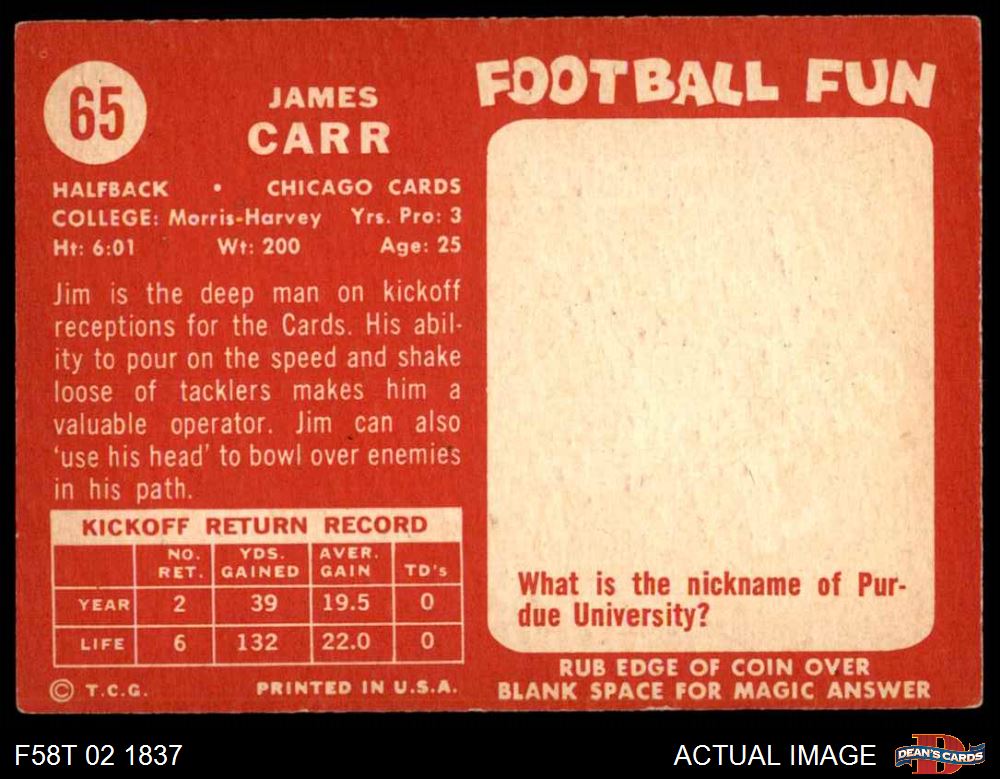 65
JAMES
CARR
HALFBACK • CHICAGO CARDS
COLLEGE: Morris-Harvey Yrs. Pro: 3
Ht: 6:01 Wt: 200 Age: 25
Jim is the deep man on kickoff
receptions for the Cards. His abil-
ity to pour on the speed and shake
loose of tacklers makes him a
valuable operator. Jim can also
'use his head' to bowl over enemies
in his path.
KICKOFF RETURN RECORD
NO. RET. YDS. GAINED AVER. GAIN TD's
YEAR 2 39 19.5 0
LIFE 6 132 22.0 0
© T.C.G. PRINTED IN U.S.A.
FOOTBALL FUN
What is the nickname of Pur-
due University?
RUB EDGE OF COIN OVER
BLANK SPACE FOR MAGIC ANSWER
F58T 02 1837
ACTUAL IMAGE
D
DEAN'S CARDS